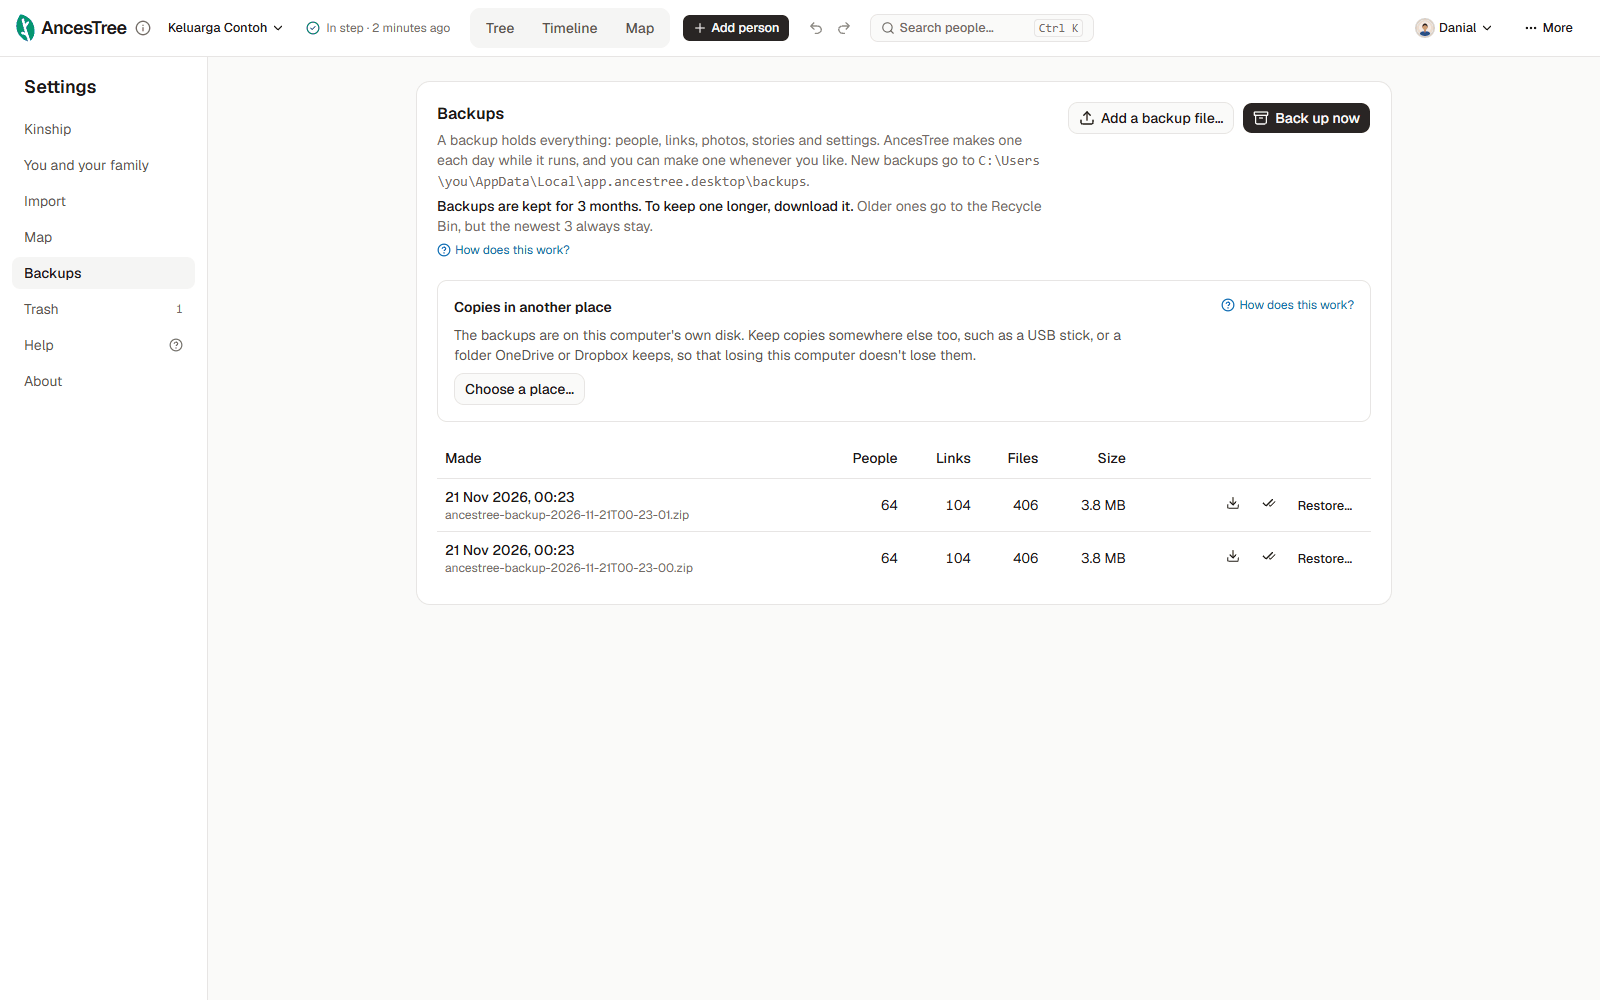 AncesTree
Keluarga Contoh
In step · 2 minutes ago
Tree
Timeline
Map
Add person
Search people...
Ctrl K
Danial
More
Settings
Kinship
You and your family
Import
Map
Backups
Trash 1
Help
About
Backups
A backup holds everything: people, links, photos, stories and settings. AncesTree makes one
each day while it runs, and you can make one whenever you like. New backups go to C:\Users
\you\AppData\Local\app.ancestree.desktop\backups.
Backups are kept for 3 months. To keep one longer, download it. Older ones go to the Recycle
Bin, but the newest 3 always stay.
How does this work?
Add a backup file...
Back up now
Copies in another place
How does this work?
The backups are on this computer's own disk. Keep copies somewhere else too, such as a USB stick, or a
folder OneDrive or Dropbox keeps, so that losing this computer doesn't lose them.
Choose a place...
Made People Links Files Size
21 Nov 2026, 00:23 64 104 406 3.8 MB Restore...
ancestree-backup-2026-11-21T00-23-01.zip
21 Nov 2026, 00:23 64 104 406 3.8 MB Restore...
ancestree-backup-2026-11-21T00-23-00.zip